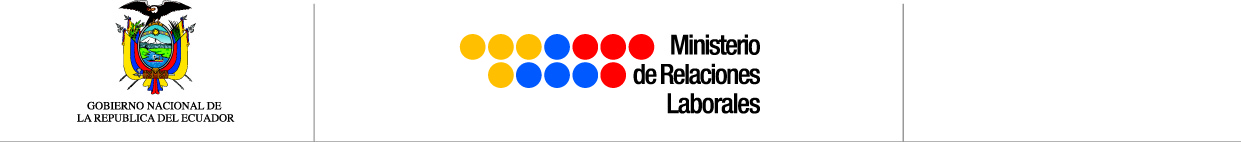 GOBIERNO NACIONAL DE
LA REPUBLICA DEL ECUADOR
Ministerio
de Relaciones
Laborales